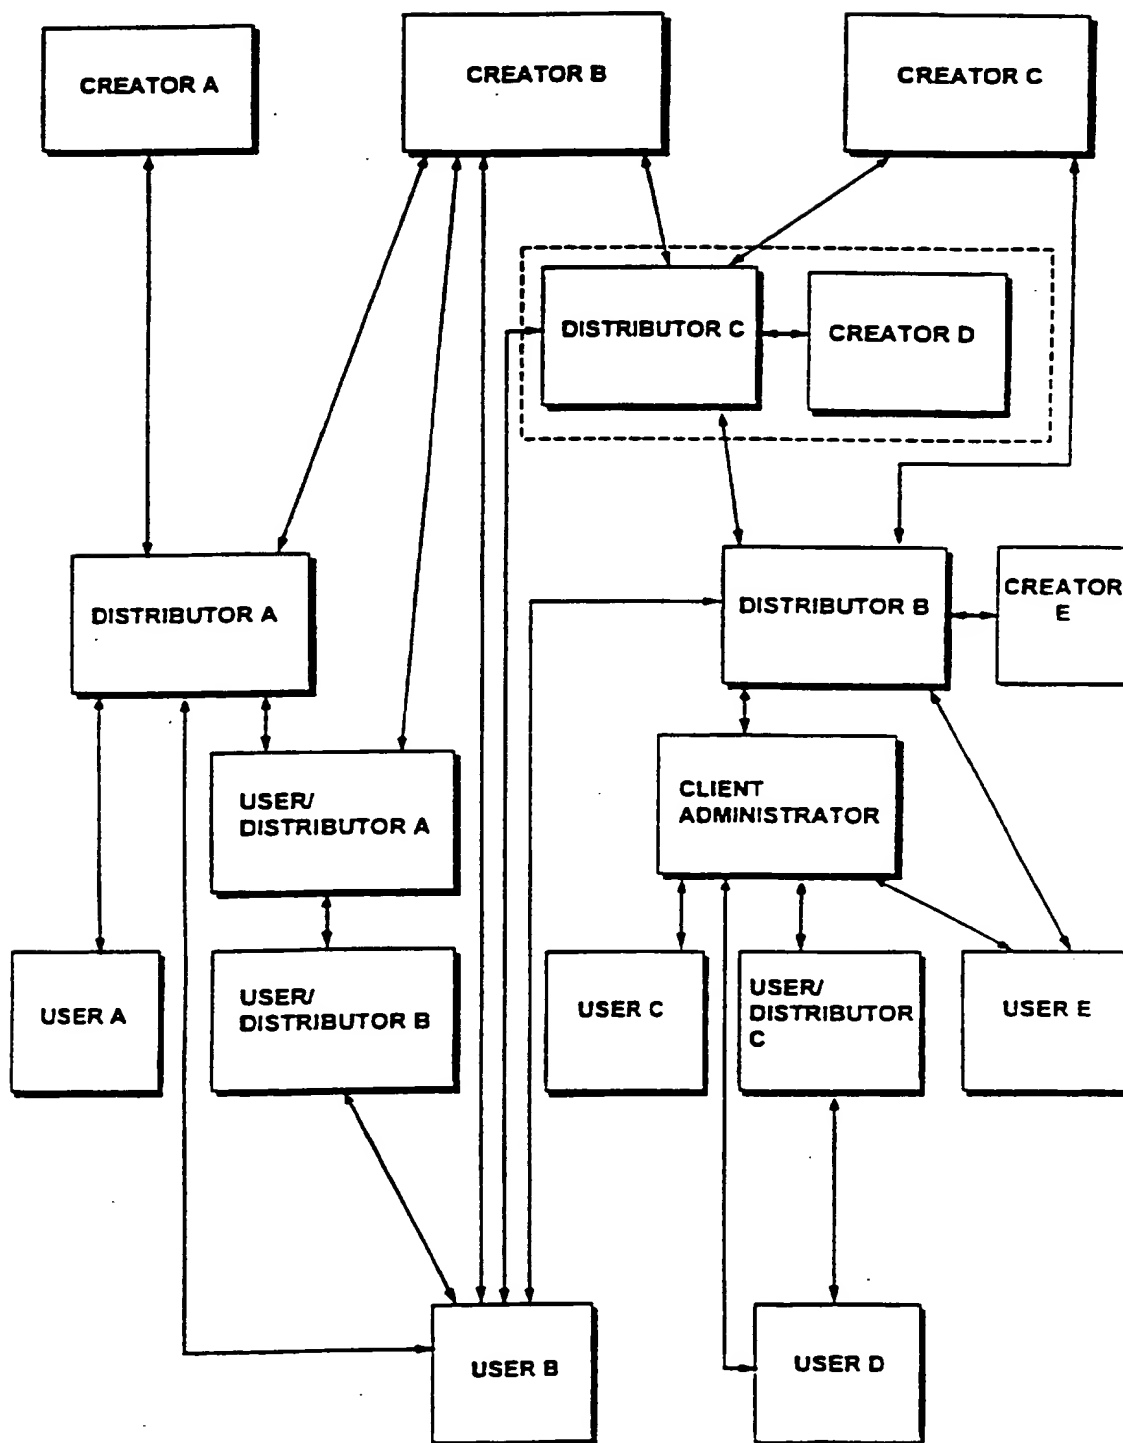 CREATOR A
CREATOR B
CREATOR C
DISTRIBUTOR C
CREATOR D
DISTRIBUTOR A
DISTRIBUTOR B
CREATOR
E
USER/
DISTRIBUTOR A
CLIENT
ADMINISTRATOR
USER A
USER/
DISTRIBUTOR B
USER C
USER/
DISTRIBUTOR
C
USER E
USER B
USER D